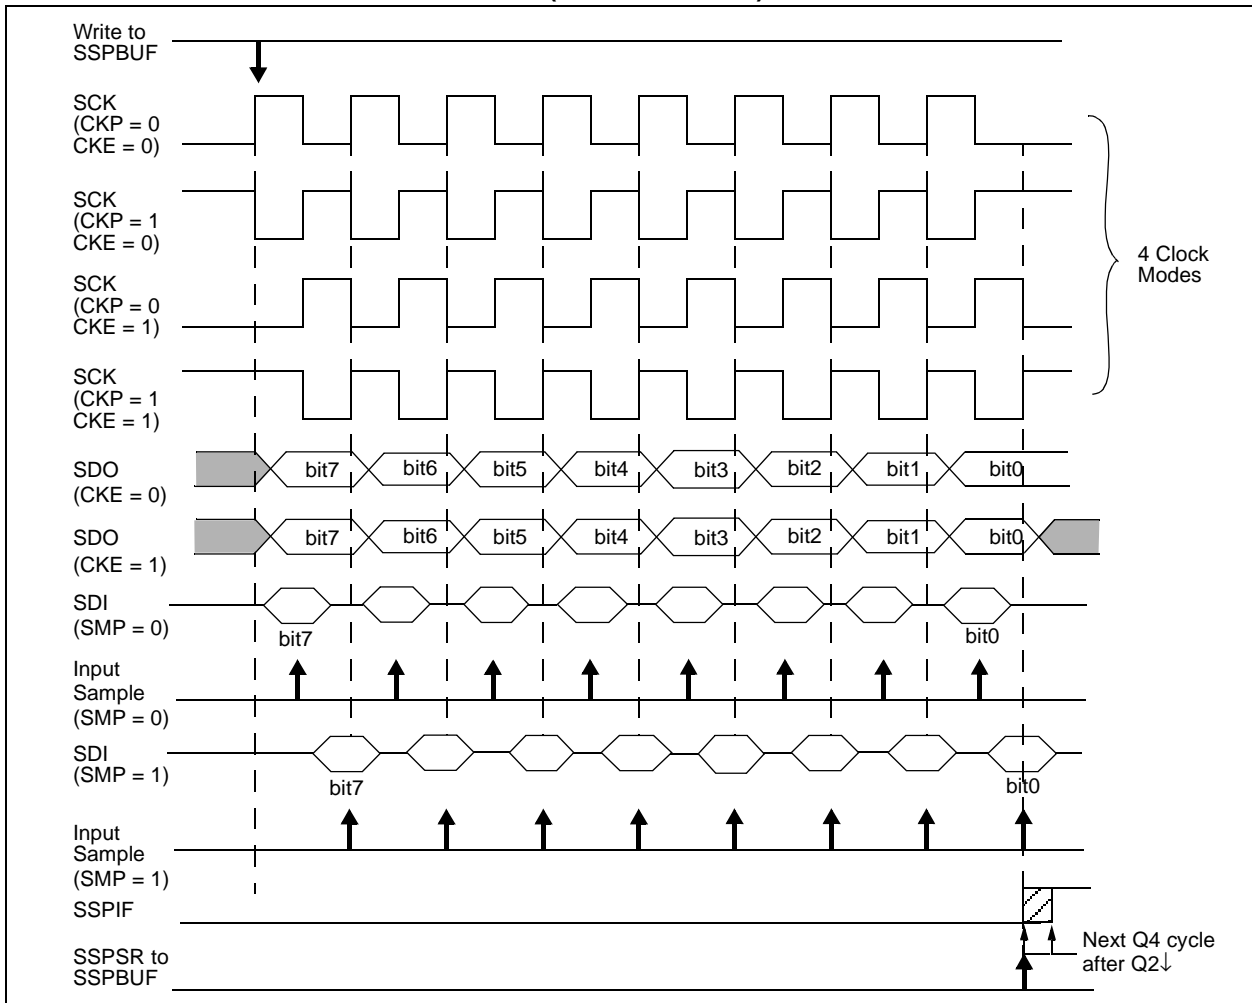 Write to
SSPBUF
SCK
(CKP = 0
CKE = 0)
SCK
(CKP = 1
CKE = 0)
SCK
(CKP = 0
CKE = 1)
SCK
(CKP = 1
CKE = 1)
4 Clock
Modes
SDO
(CKE = 0)
bit7 bit6 bit5 bit4 bit3 bit2 bit1 bit0
SDO
(CKE = 1)
bit7 bit6 bit5 bit4 bit3 bit2 bit1 bit0
SDI
(SMP = 0)
bit7 bit0
Input
Sample
(SMP = 0)
SDI
(SMP = 1)
bit7 bit0
Input
Sample
(SMP = 1)
SSPIF
Next Q4 cycle
after Q2↓
SSPSR to
SSPBUF